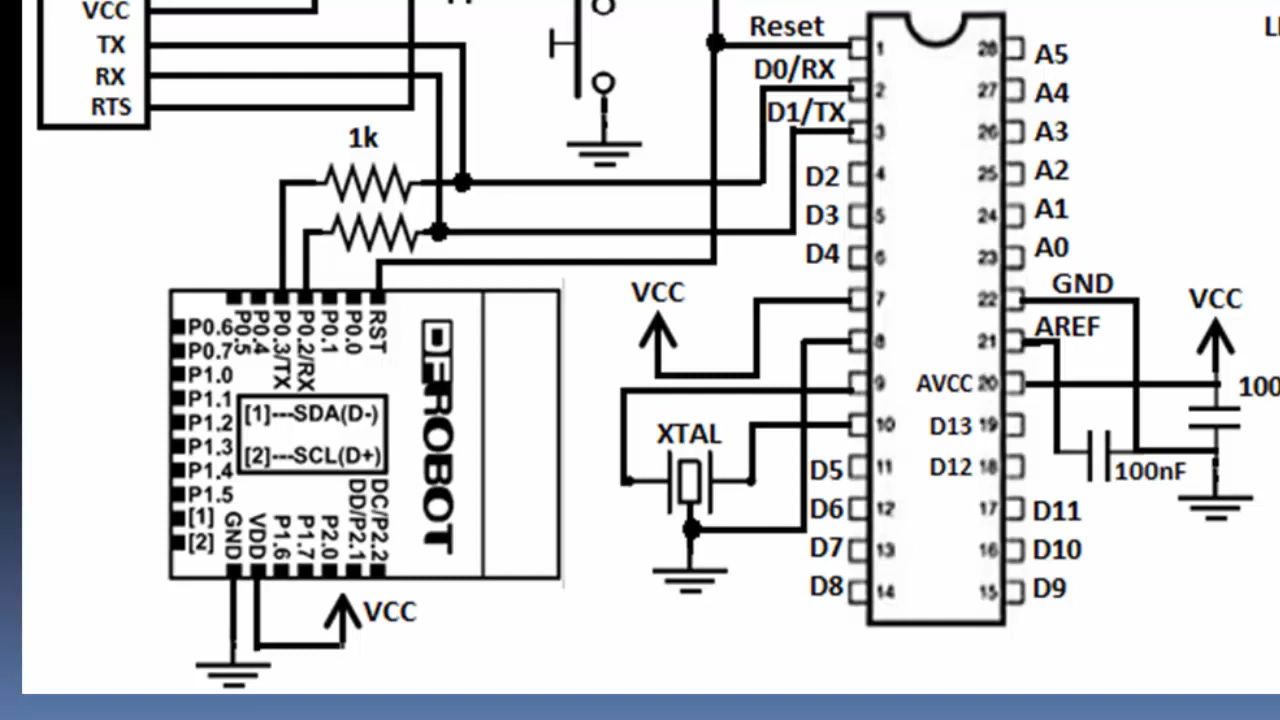 VCC
TX
RX
RTS
1k
Reset
D0/RX
D1/TX
D2
D3
D4
D5
D6
D7
D8
1
2
3
4
5
6
7
8
9
10
11
12
13
14
28
27
26
25
24
23
22
21
20
19
18
17
16
15
A5
A4
A3
A2
A1
A0
GND
AREF
AVCC
D13
D12
D11
D10
D9
VCC
100
100nF
VCC
XTAL
P0.5
P0.4
P0.3/TX
P0.2/RX
P0.1
P0.0
RST
P0.6
P0.7
P1.0
P1.1
P1.2
P1.3
P1.4
P1.5
[1]
[2]
[1]---SDA(D-)
[2]---SCL(D+)
GND
VDD
P1.6
P1.7
P2.0
DD/P2.1
DC/P2.2
VCC